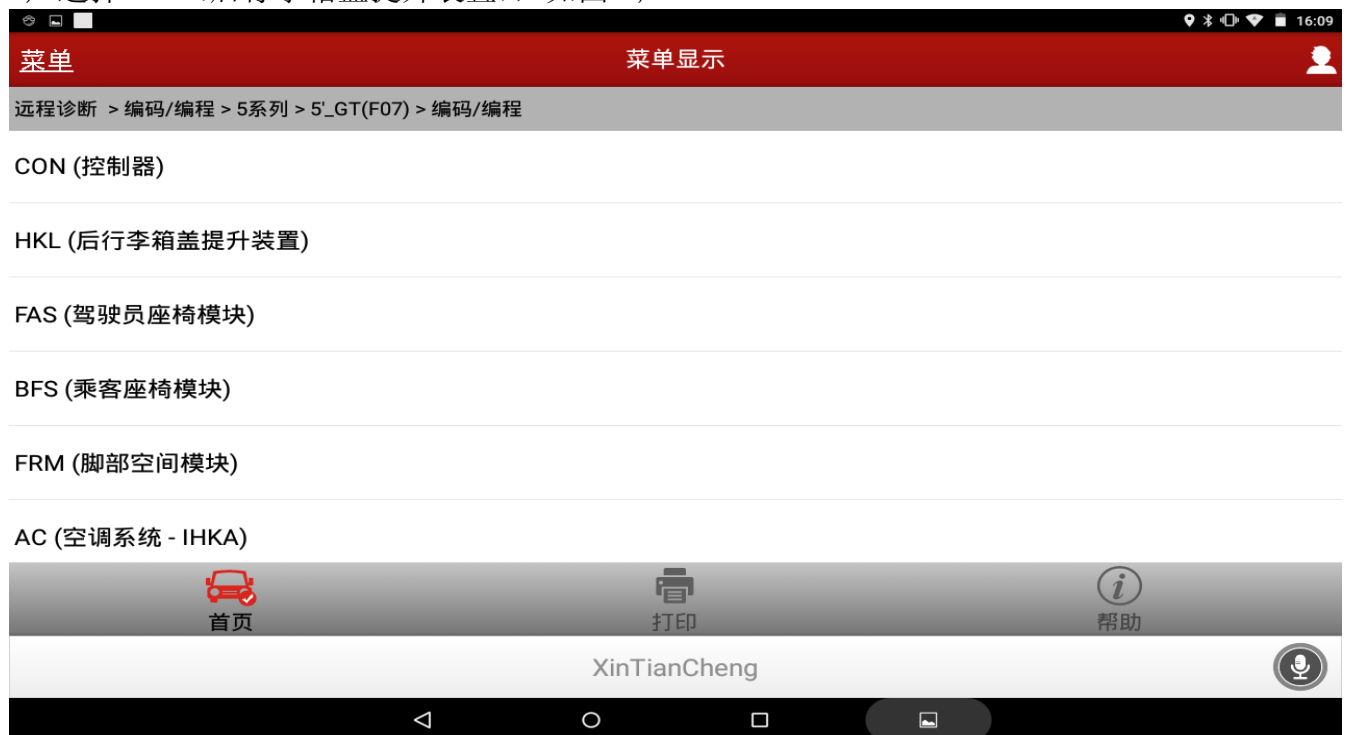 16:09
菜单
菜单显示
远程诊断 > 编码/编程 > 5系列 > 5'_GT(F07) > 编码/编程
CON (控制器)
HKL (后行李箱盖提升装置)
FAS (驾驶员座椅模块)
BFS (乘客座椅模块)
FRM (脚部空间模块)
AC (空调系统 - IHKA)
首页
打印
帮助
XinTianCheng